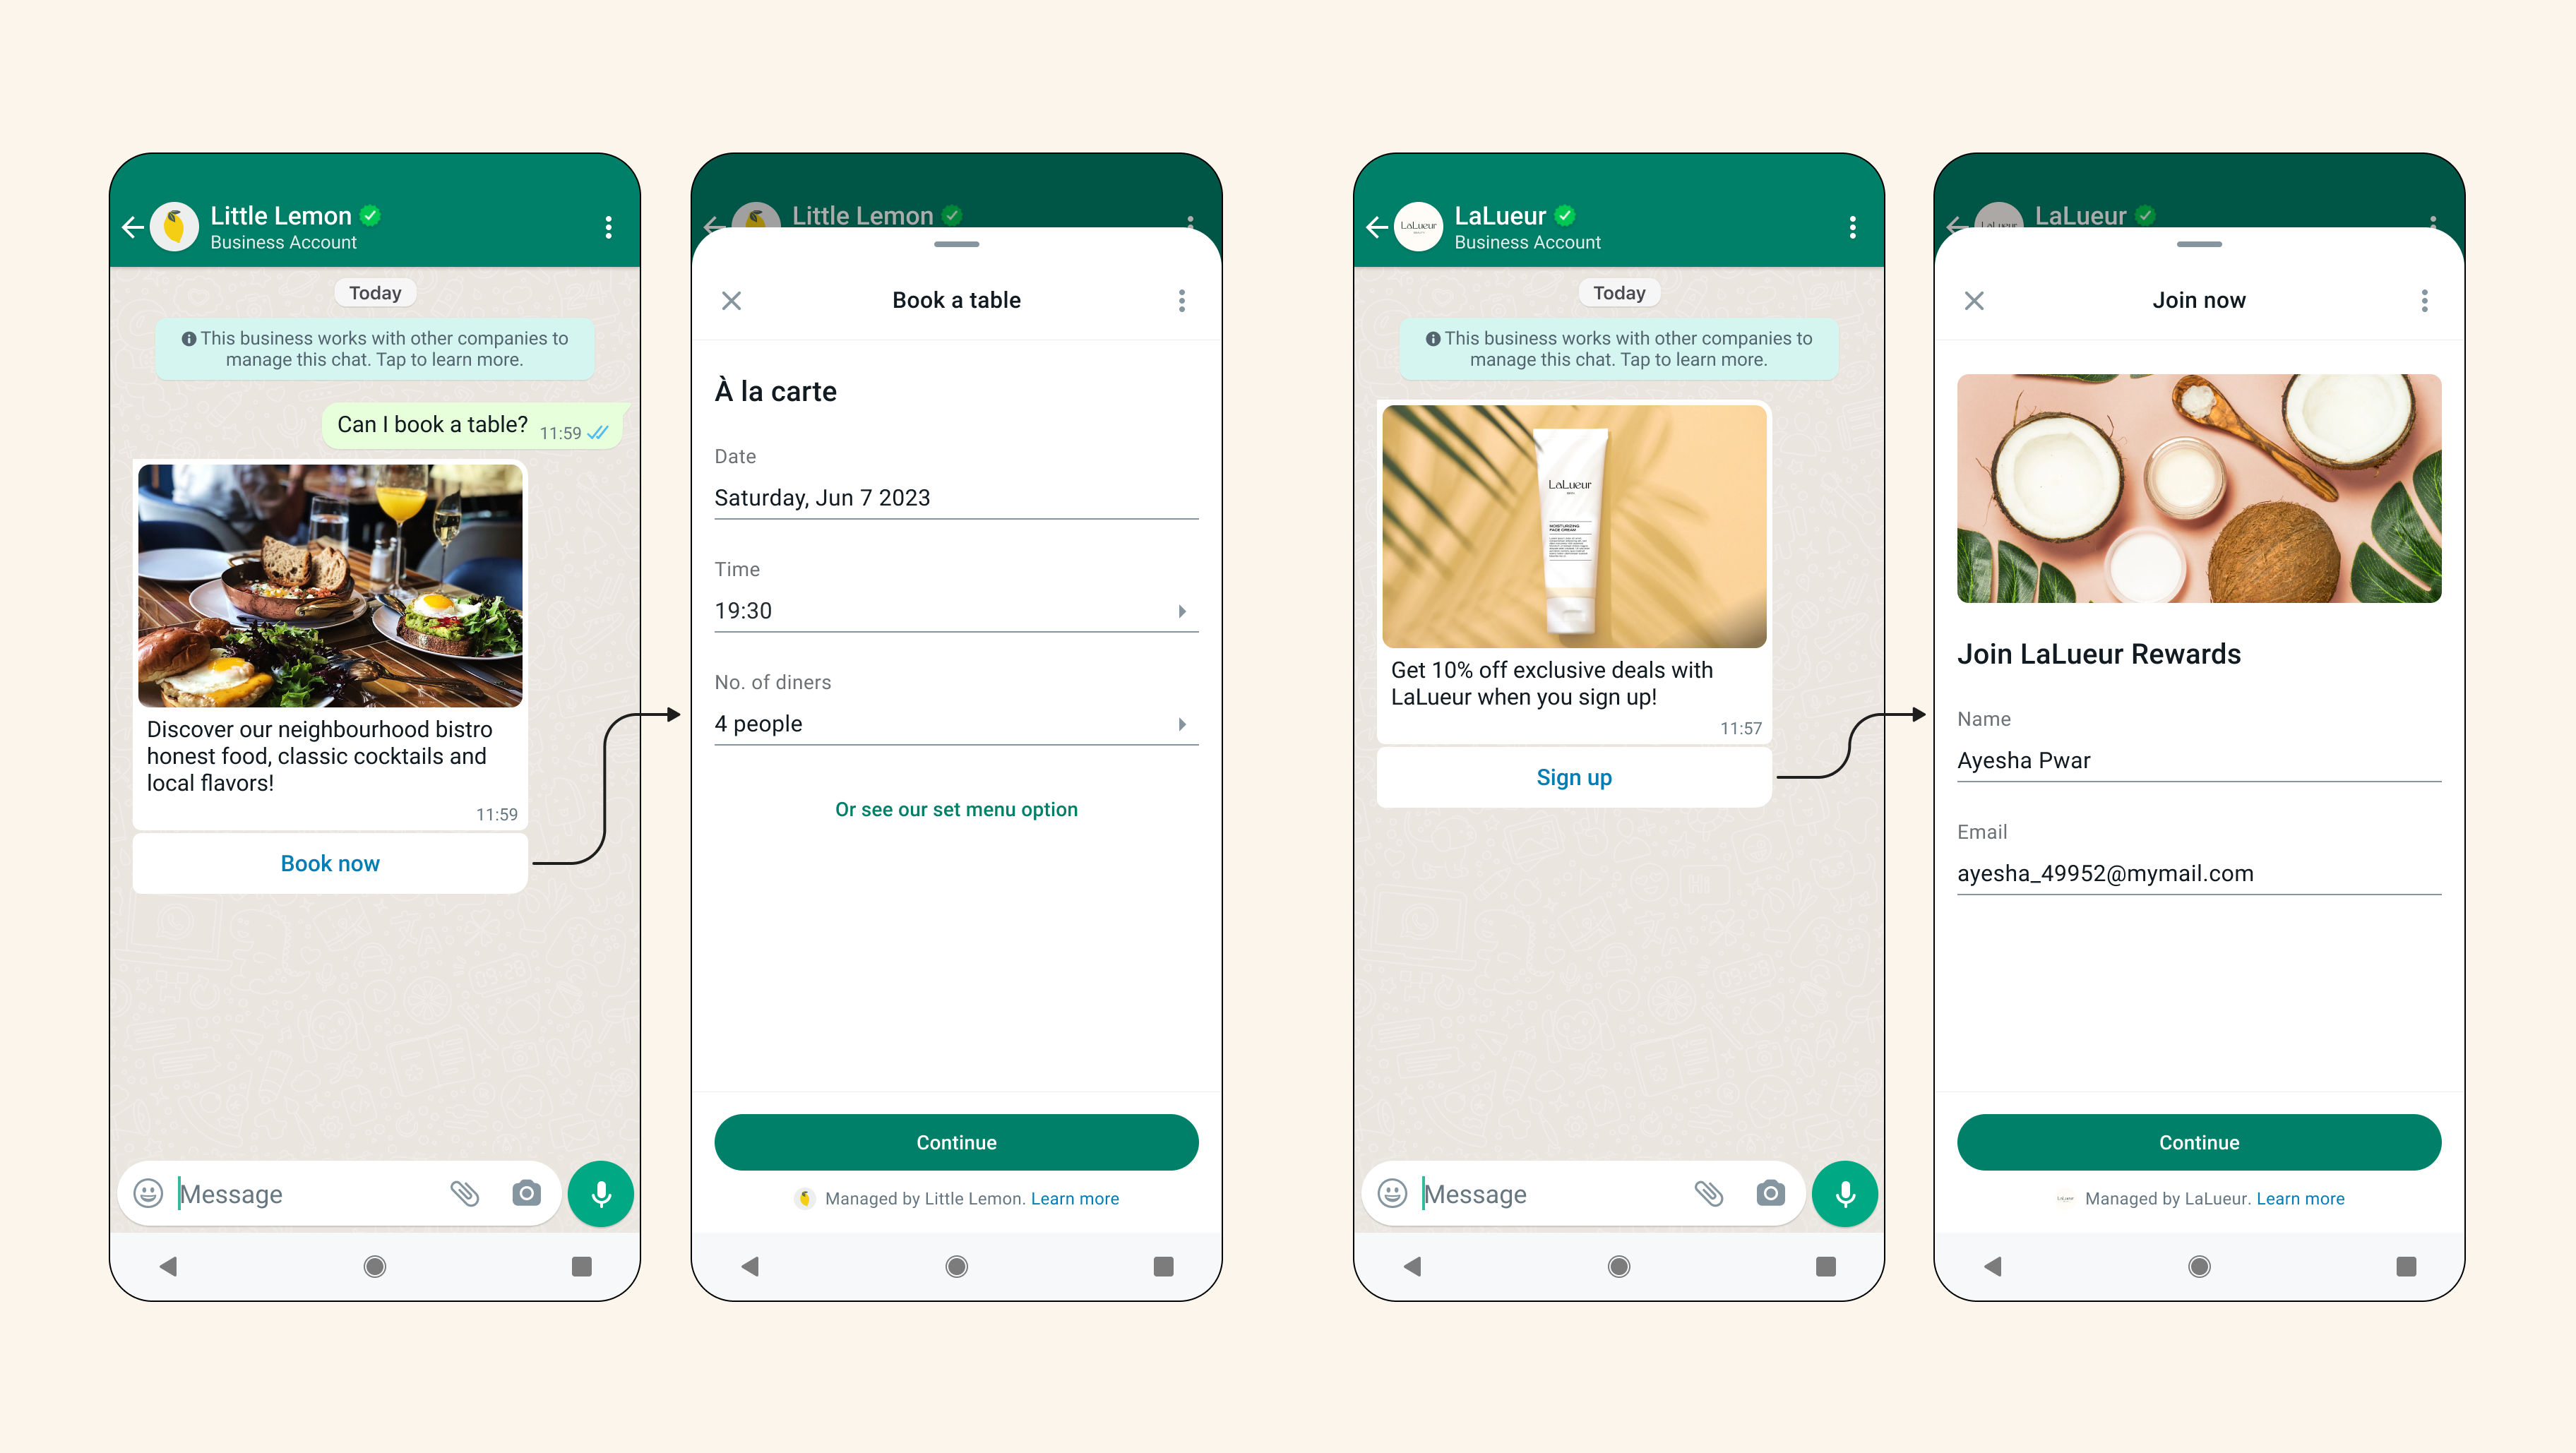 Little Lemon
Business Account
Today
This business works with other companies to
manage this chat. Tap to learn more.
Can I book a table? 11:59
Discover our neighbourhood bistro
honest food, classic cocktails and
local flavors!
11:59
Book now
Message
Little Lemon
Book a table
À la carte
Date
Saturday, Jun 7 2023
Time
19:30
No. of diners
4 people
Or see our set menu option
Continue
Managed by Little Lemon. Learn more
LaLueur
LaLueur
Business Account
Today
This business works with other companies to
manage this chat. Tap to learn more.
LaLueur
MOISTURIZING
FACE CREAM
Get 10% off exclusive deals with
LaLueur when you sign up!
11:57
Sign up
Message
LaLueur
LaLueur
Join now
Join LaLueur Rewards
Name
Ayesha Pwar
Email
ayesha_49952@mymail.com
Continue
Managed by LaLueur. Learn more